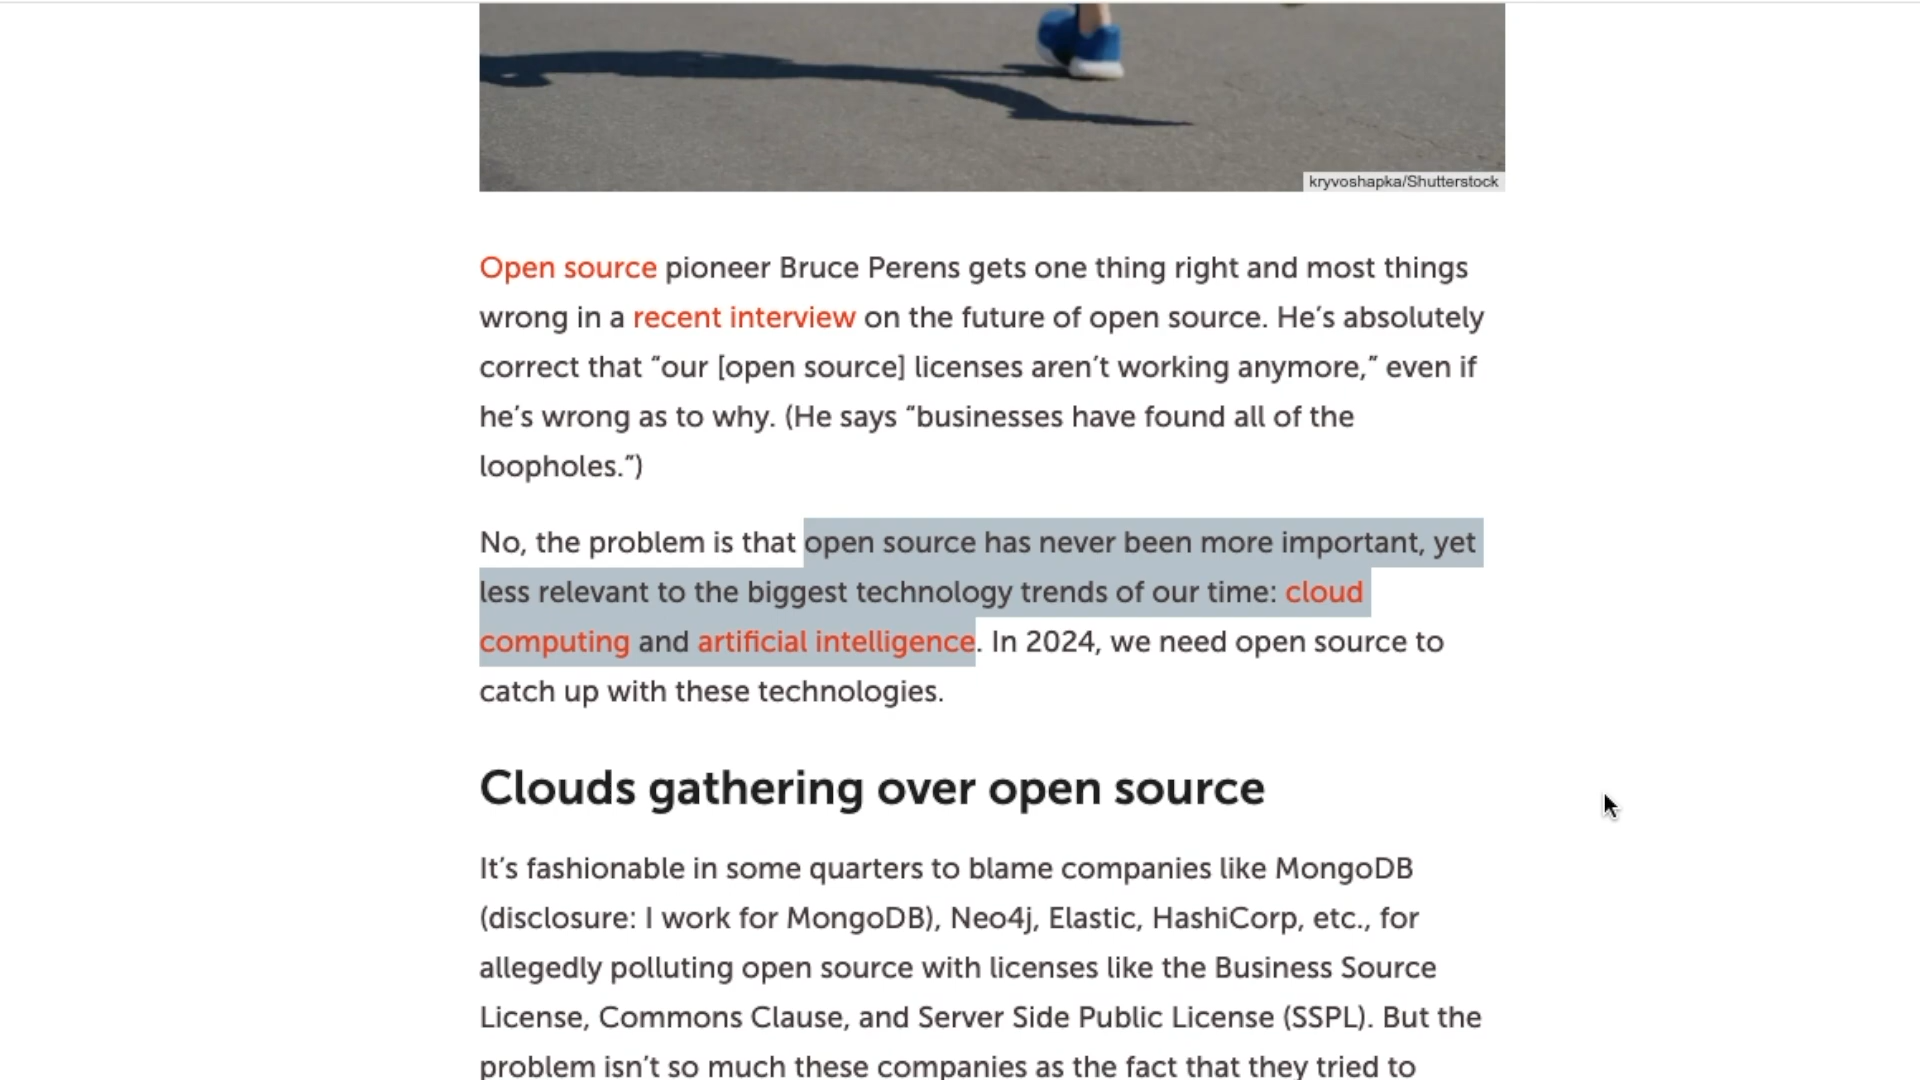 kryvoshapka/Shutterstock
Open source pioneer Bruce Perens gets one thing right and most things
wrong in a recent interview on the future of open source. He’s absolutely
correct that “our [open source] licenses aren’t working anymore,” even if
he’s wrong as to why. (He says “businesses have found all of the
loopholes.”)
No, the problem is that open source has never been more important, yet
less relevant to the biggest technology trends of our time: cloud
computing and artificial intelligence. In 2024, we need open source to
catch up with these technologies.
Clouds gathering over open source
It’s fashionable in some quarters to blame companies like MongoDB
(disclosure: I work for MongoDB), Neo4j, Elastic, HashiCorp, etc., for
allegedly polluting open source with licenses like the Business Source
License, Commons Clause, and Server Side Public License (SSPL). But the
problem isn’t so much these companies as the fact that they tried to